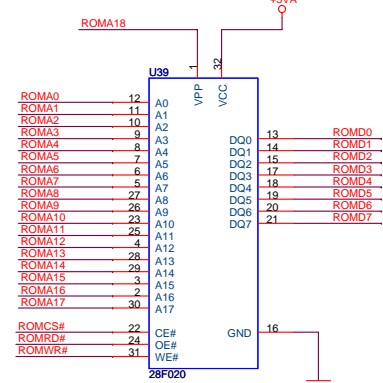 +5VA
ROMA18
U39
1 VPP
32 VCC
ROMA0 12 A0
ROMA1 11 A1
ROMA2 10 A2
ROMA3 9 A3
ROMA4 8 A4
ROMA5 7 A5
ROMA6 6 A6
ROMA7 5 A7
ROMA8 27 A8
ROMA9 26 A9
ROMA10 23 A10
ROMA11 25 A11
ROMA12 4 A12
ROMA13 28 A13
ROMA14 29 A14
ROMA15 3 A15
ROMA16 2 A16
ROMA17 30 A17
DQ0 13 ROMD0
DQ1 14 ROMD1
DQ2 15 ROMD2
DQ3 17 ROMD3
DQ4 18 ROMD4
DQ5 19 ROMD5
DQ6 20 ROMD6
DQ7 21 ROMD7
ROMCS# 22 CE#
ROMRD# 24 OE#
ROMWR# 31 WE#
GND 16
28F020